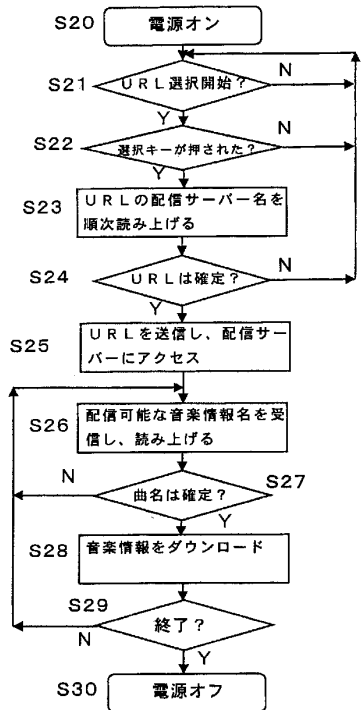 S20 電源オン
S21 URL選択開始？ N
Y
S22 選択キーが押された？ N
Y
S23 URLの配信サーバー名を
順次読み上げる
S24 URLは確定？ N
Y
S25 URLを送信し、配信サー
バーにアクセス
S26 配信可能な音楽情報名を受
信し、読み上げる
N 曲名は確定？ S27
Y
S28 音楽情報をダウンロード
S29 終了？
N Y
S30 電源オフ